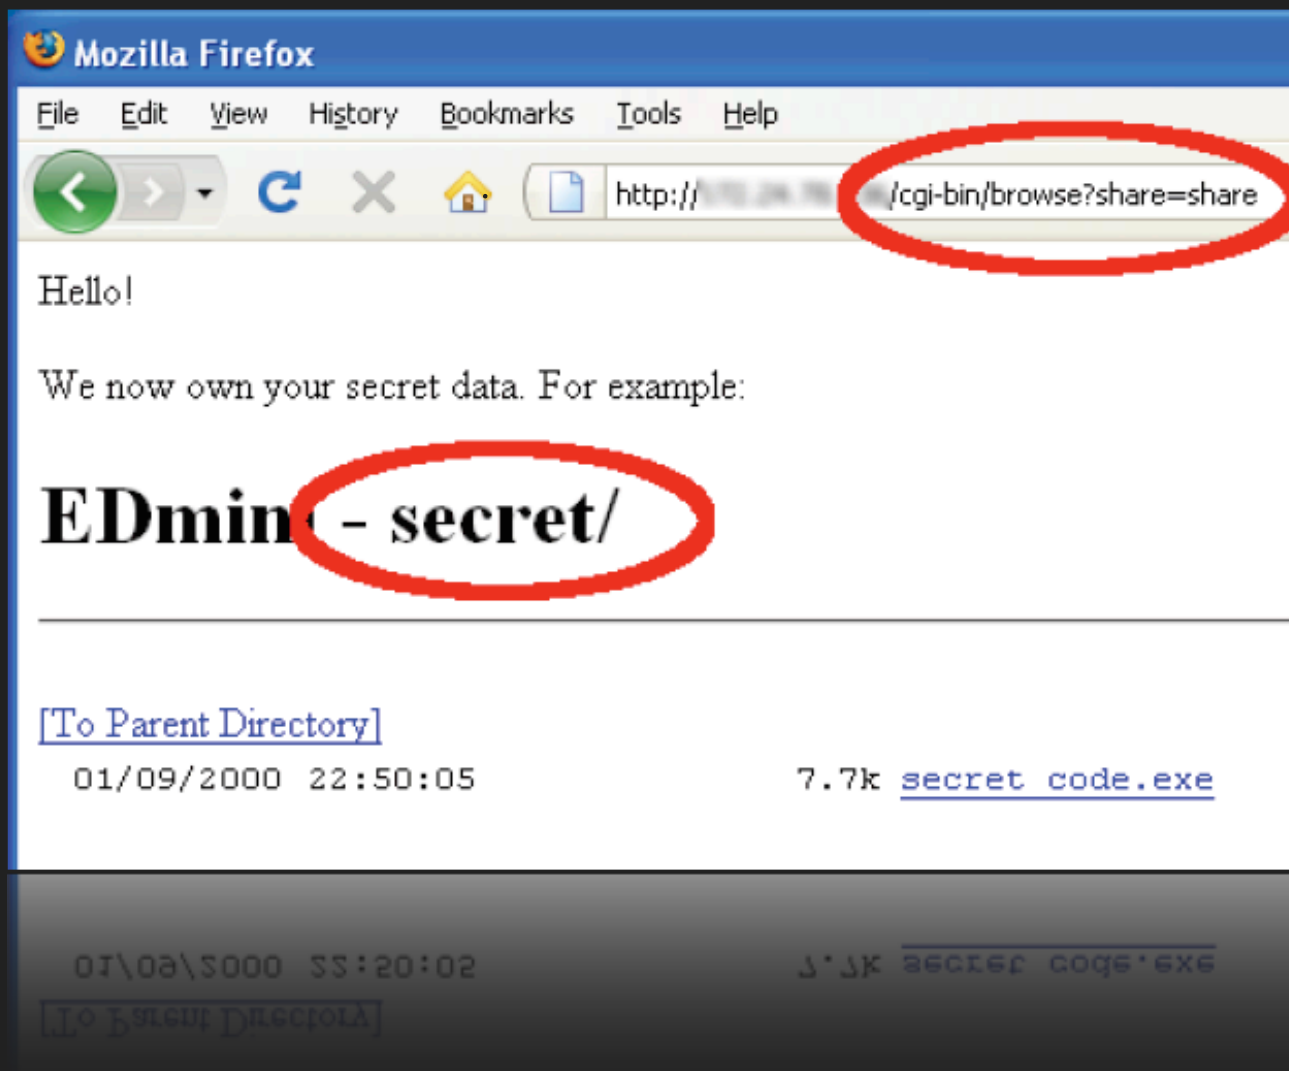 Mozilla Firefox
File Edit View History Bookmarks Tools Help
http:// /cgi-bin/browse?share=share
Hello!
We now own your secret data. For example:
EDmini - secret/
[To Parent Directory]
01/09/2000 22:50:05 7.7k secret code.exe